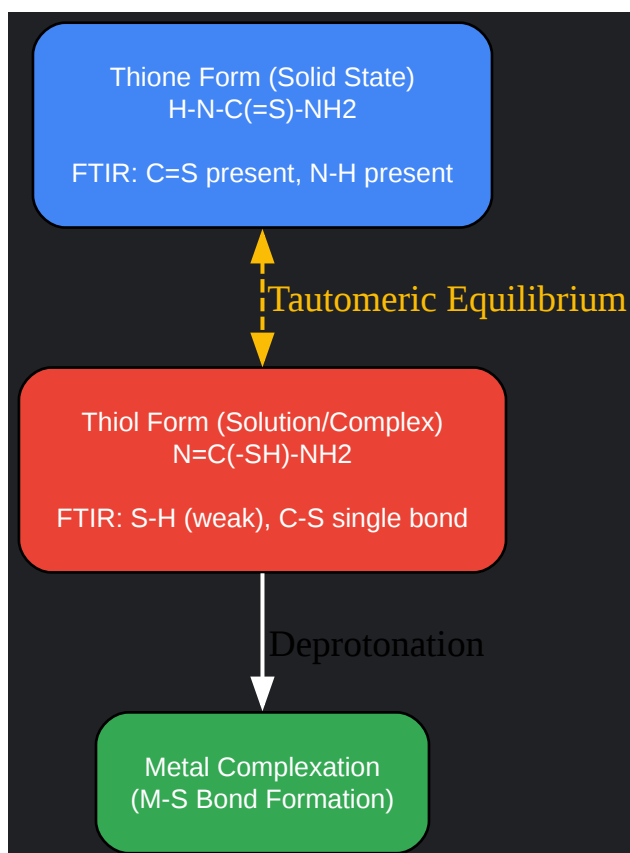 Thione Form (Solid State)
H-N-C(=S)-NH2
FTIR: C=S present, N-H present
Tautomeric Equilibrium
Thiol Form (Solution/Complex)
N=C(-SH)-NH2
FTIR: S-H (weak), C-S single bond
Deprotonation
Metal Complexation
(M-S Bond Formation)